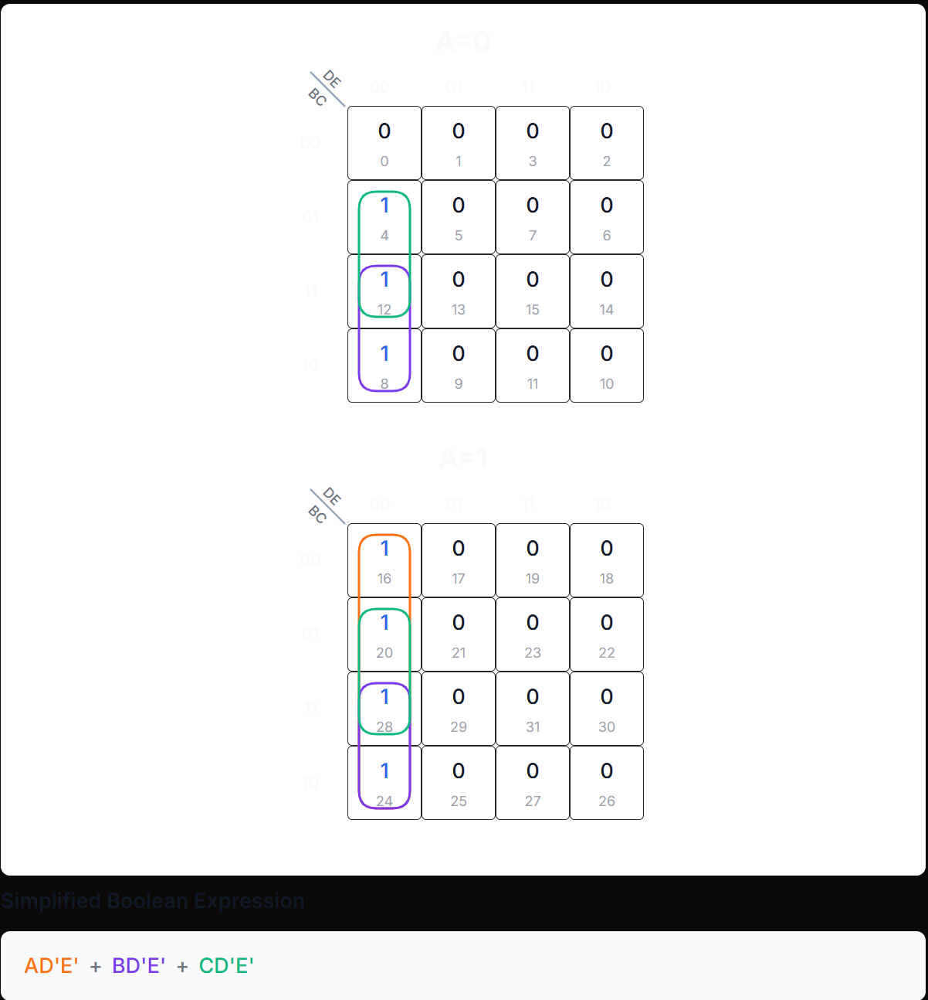 A=0
DE
BC
00 01 11 10
00
0 0 0 0
0 1 3 2
01
1 0 0 0
4 5 7 6
11
1 0 0 0
12 13 15 14
10
1 0 0 0
8 9 11 10
A=1
DE
BC
00 01 11 10
00
1 0 0 0
16 17 19 18
01
1 0 0 0
20 21 23 22
11
1 0 0 0
28 29 31 30
10
1 0 0 0
24 25 27 26
Simplified Boolean Expression
AD'E' + BD'E' + CD'E'